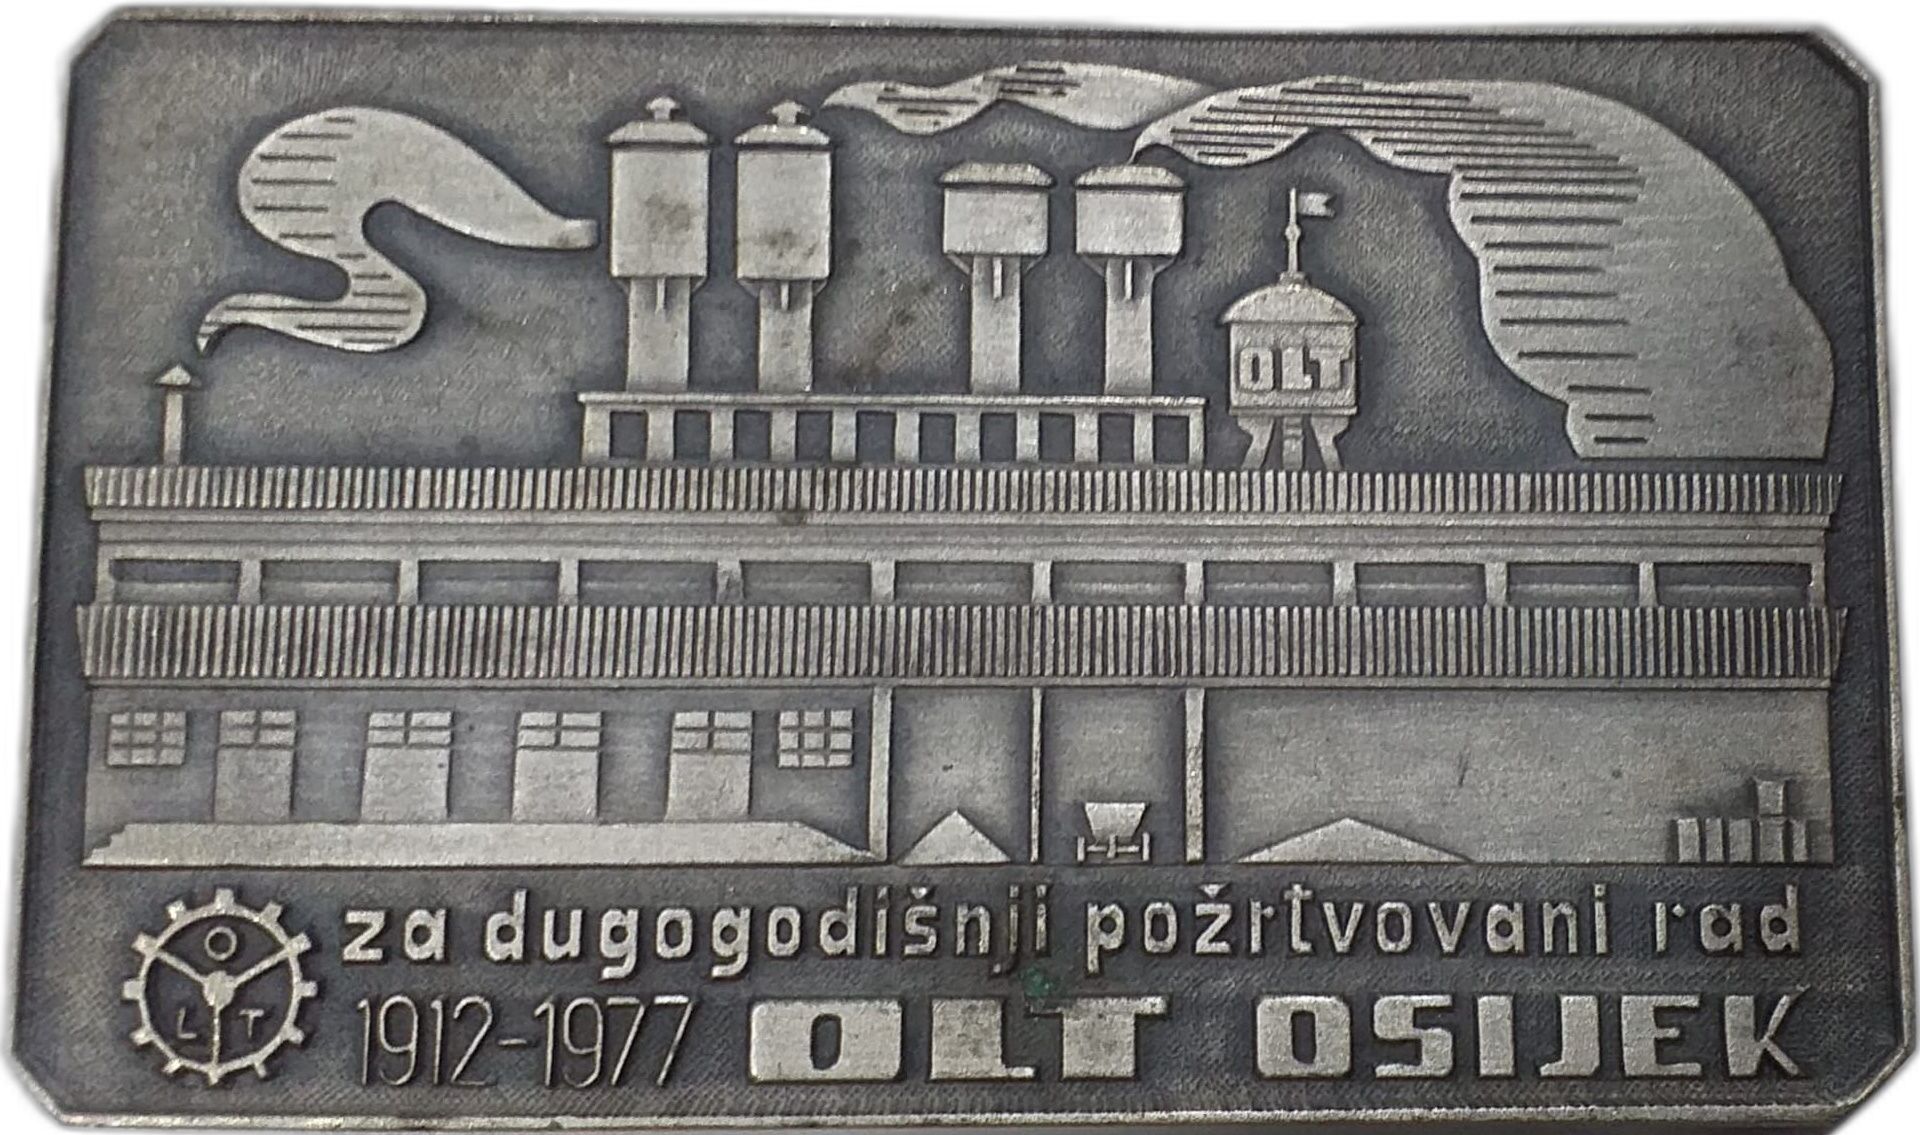 OLT
za dugogodišnji požrtvovani rad
O
L T
1912-1977 OLT OSIJEK